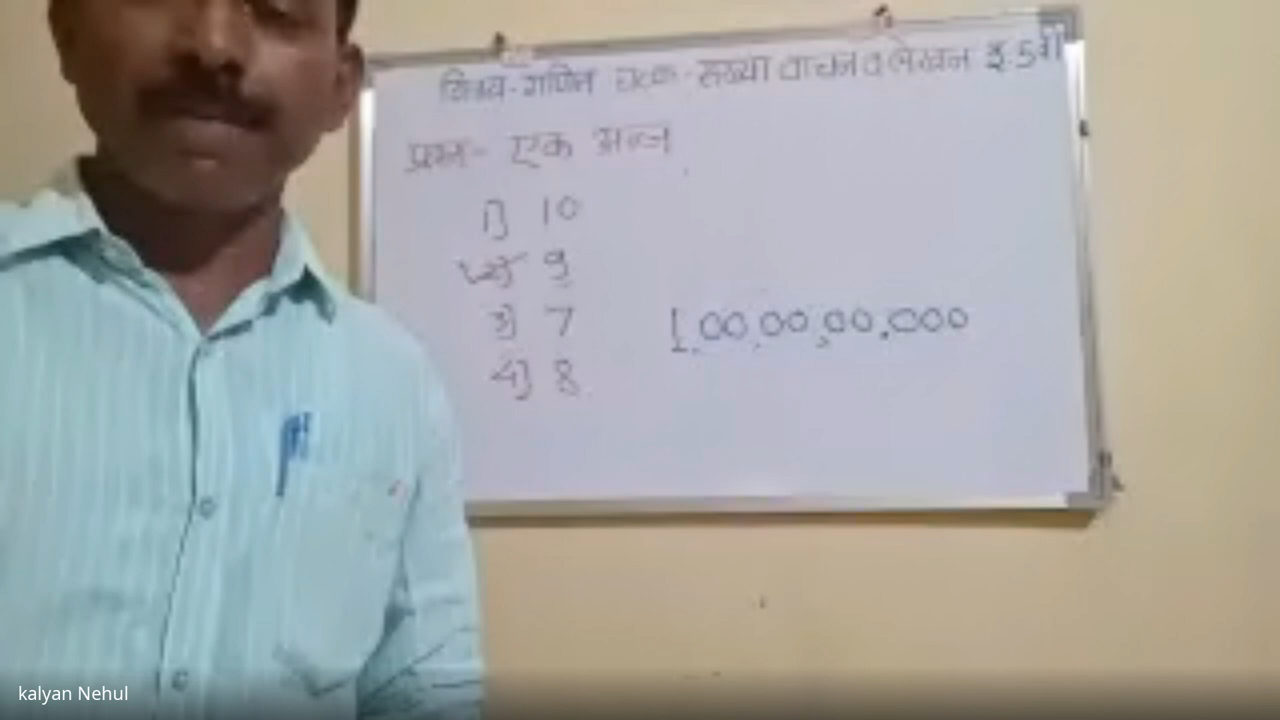 विषय-गणित घटक-संख्या वाचन व लेखन इ.5वी
प्रश्न- एक अब्ज
1) 10
2) 9
3) 7
1,00,00,00,000
4) 8
kalyan Nehul